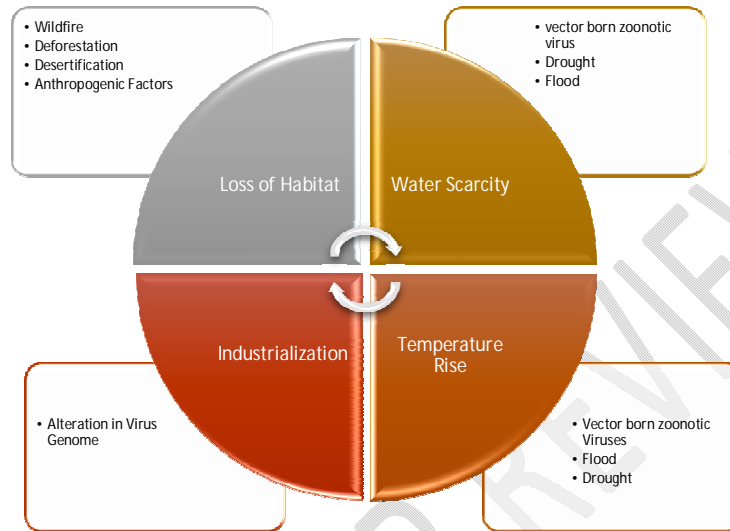 • Wildfire
• Deforestation
• Desertification
• Anthropogenic Factors
• vector born zoonotic
virus
• Drought
• Flood
Loss of Habitat
Water Scarcity
Industrialization
Temperature
Rise
• Alteration in Virus
Genome
• Vector born zoonotic
Viruses
• Flood
• Drought